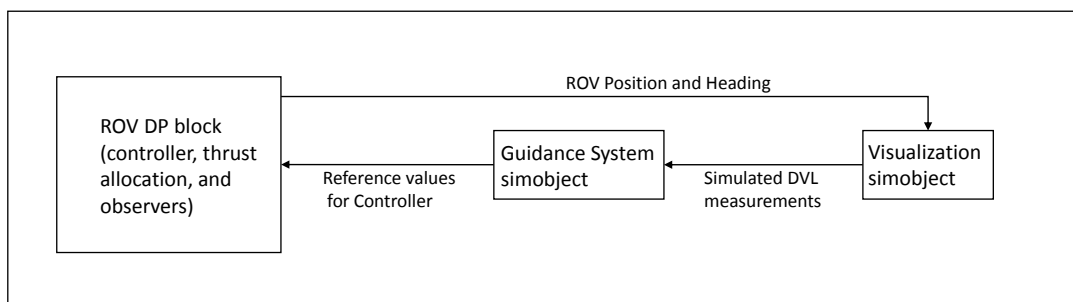 ROV Position and Heading
ROV DP block
(controller, thrust
allocation, and
observers)
Reference values
for Controller
Guidance System
simobject
Simulated DVL
measurements
Visualization
simobject